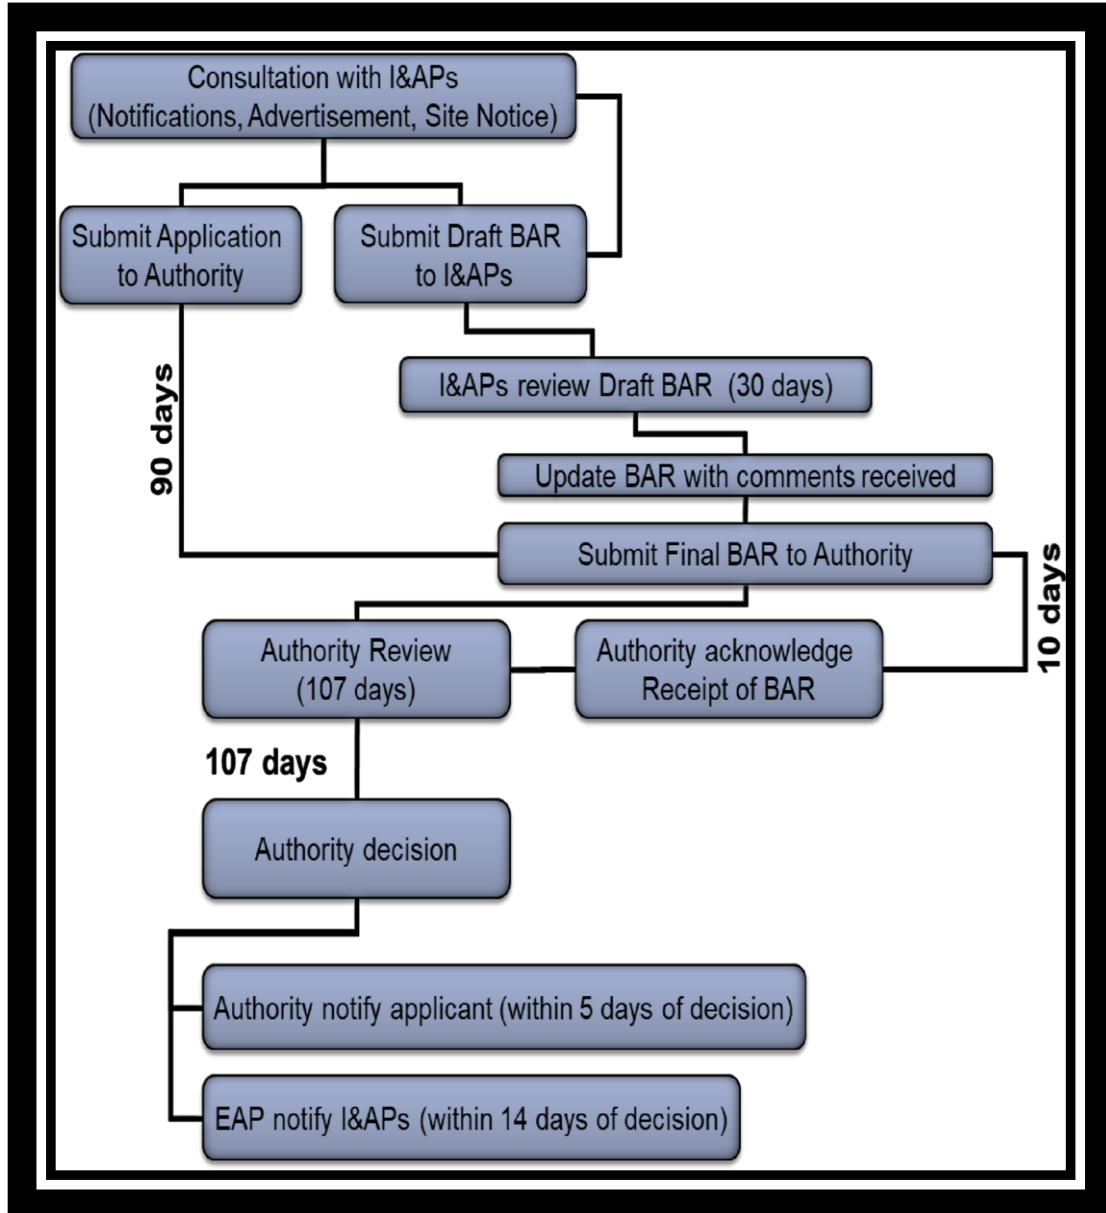 Consultation with I&APs
(Notifications, Advertisement, Site Notice)
Submit Application
to Authority
Submit Draft BAR
to I&APs
90 days
I&APs review Draft BAR (30 days)
Update BAR with comments received
Submit Final BAR to Authority
10 days
Authority Review
(107 days)
Authority acknowledge
Receipt of BAR
107 days
Authority decision
Authority notify applicant (within 5 days of decision)
EAP notify I&APs (within 14 days of decision)